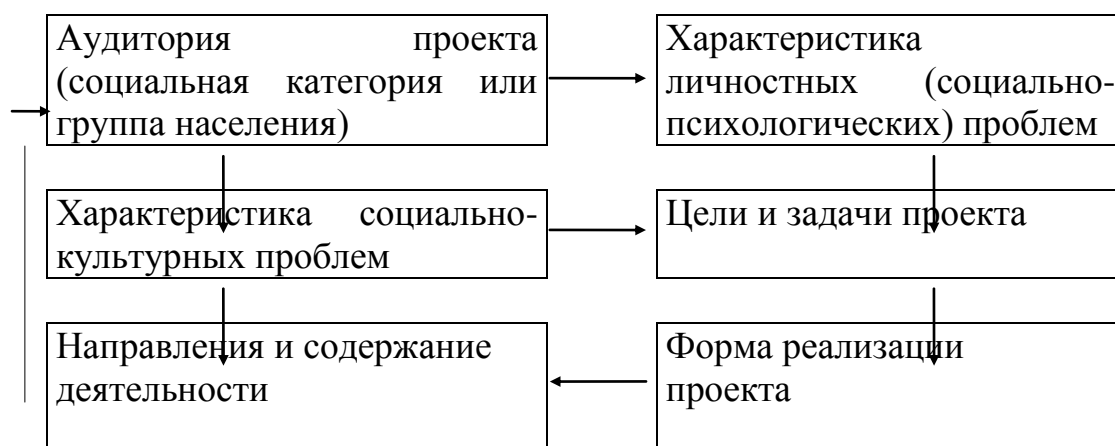 Аудитория проекта
(социальная категория или
группа населения)
Характеристика
личностных (социально-
психологических) проблем
Характеристика социально-
культурных проблем
Цели и задачи проекта
Направления и содержание
деятельности
Форма реализации
проекта